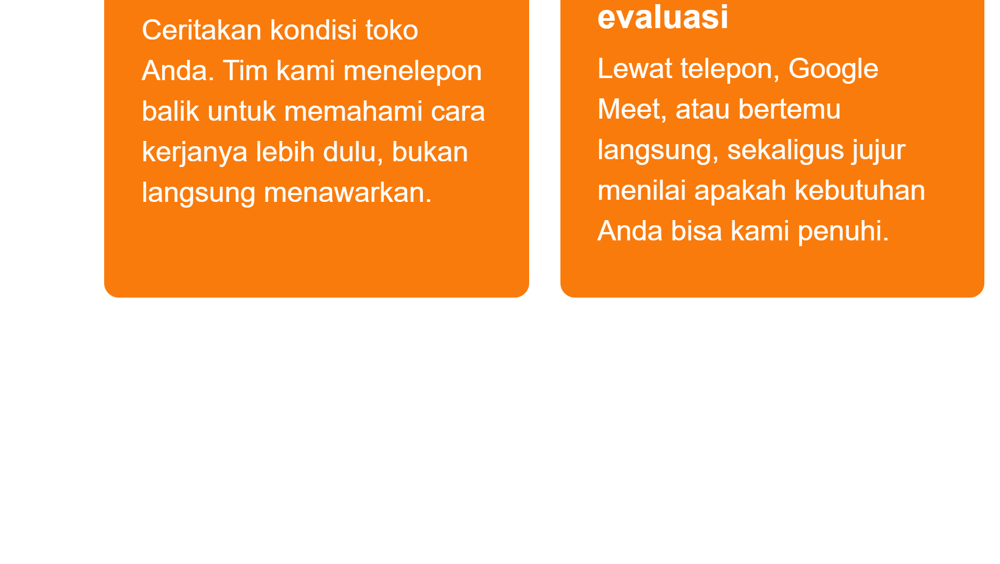 Ceritakan kondisi toko
Anda. Tim kami menelepon
balik untuk memahami cara
kerjanya lebih dulu, bukan
langsung menawarkan.
evaluasi
Lewat telepon, Google
Meet, atau bertemu
langsung, sekaligus jujur
menilai apakah kebutuhan
Anda bisa kami penuhi.